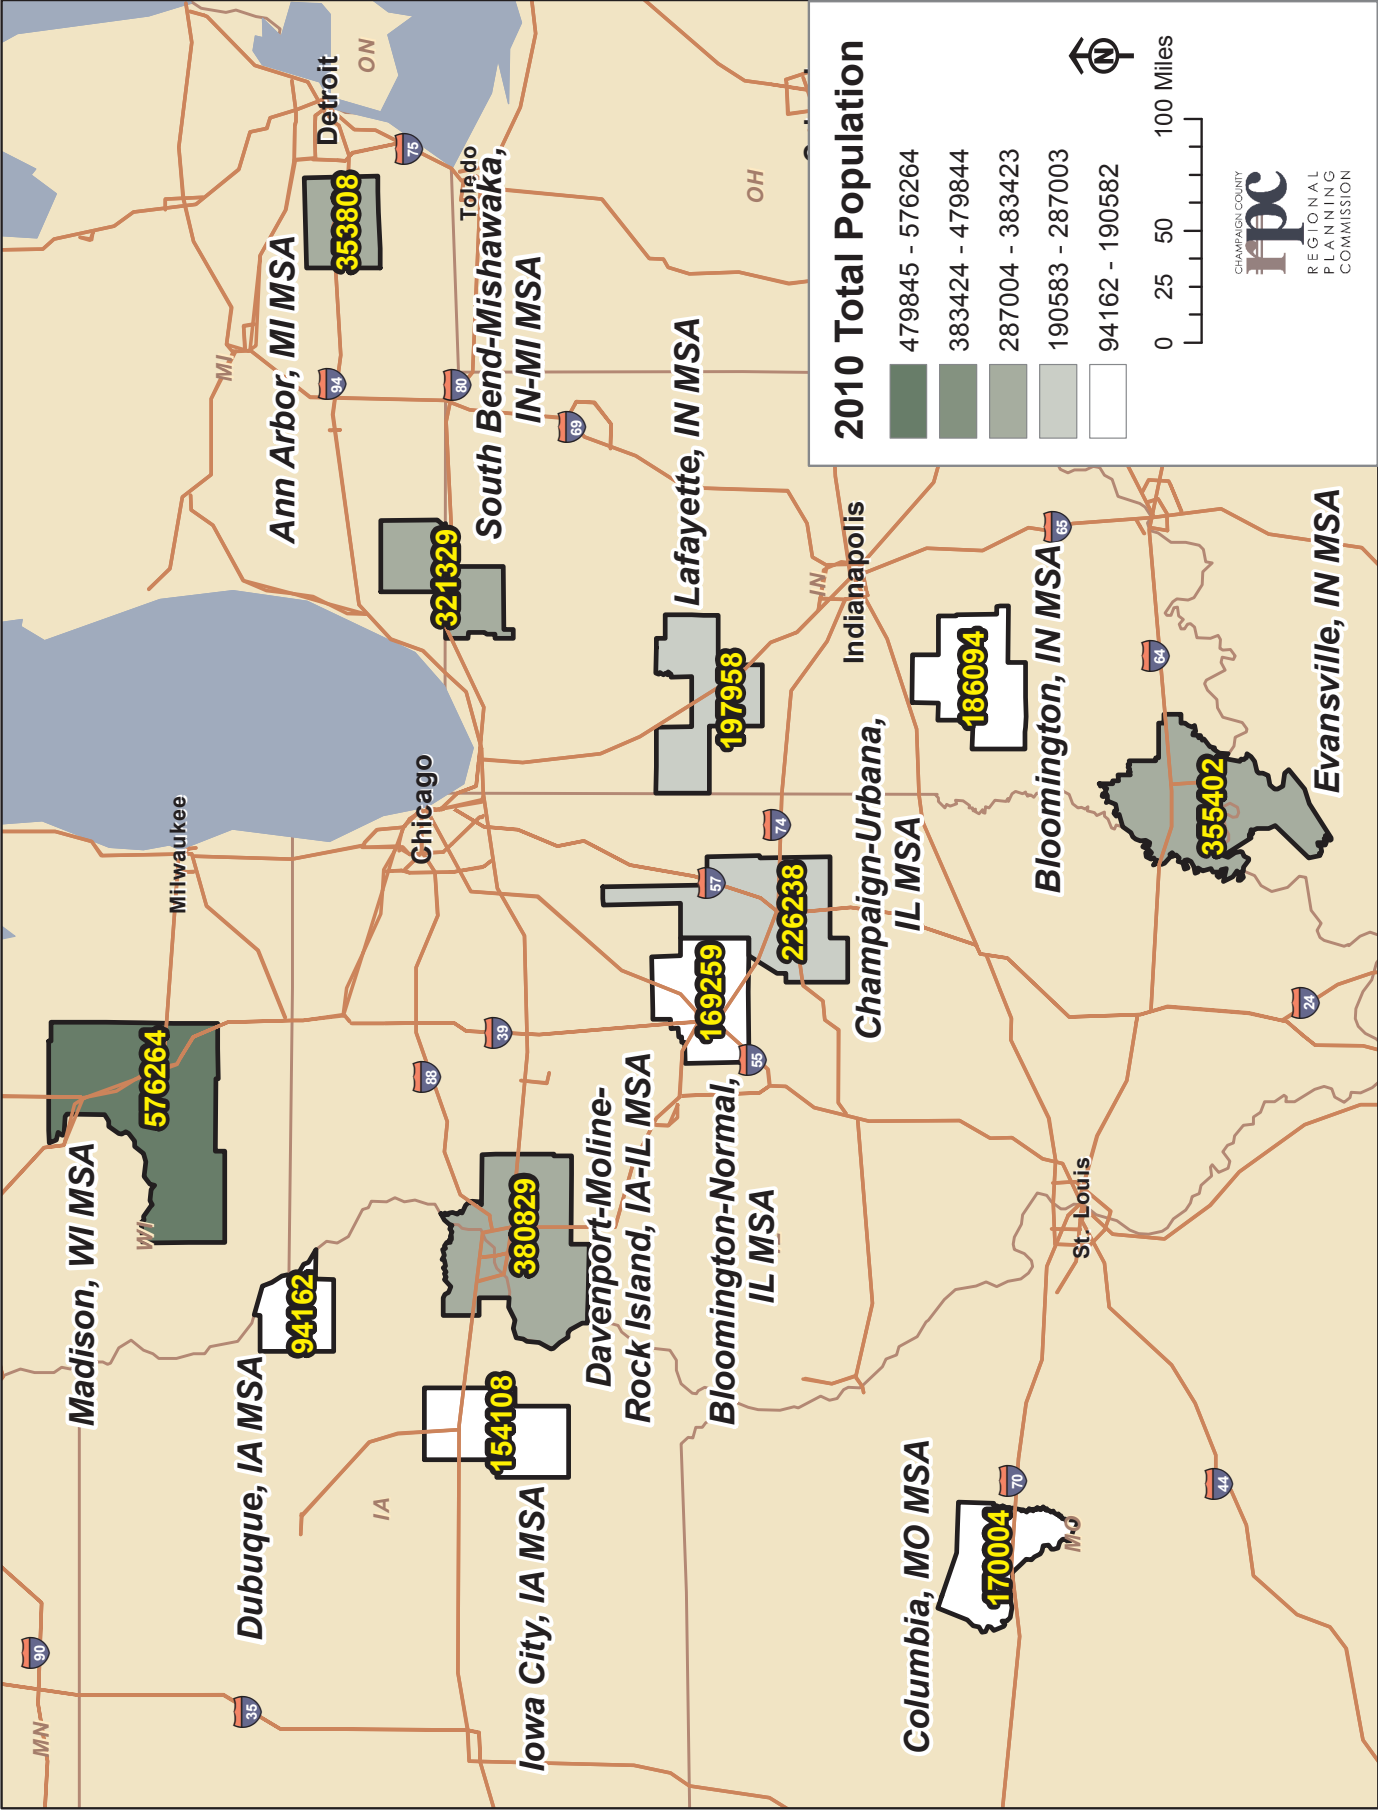 MN
90
35
Madison, WI MSA
576264
WI
Milwaukee
Dubuque, IA MSA
94162
IA
Iowa City, IA MSA
154108
Davenport-Moline-
Rock Island, IA-IL MSA
380829
88
39
Chicago
Bloomington-Normal,
IL MSA
169259
55
57
226238
Champaign-Urbana,
IL MSA
74
Columbia, MO MSA
170004
MO
70
44
St. Louis
24
MI
Ann Arbor, MI MSA
353808
Detroit
ON
75
Toledo
94
80
69
South Bend-Mishawaka,
IN-MI MSA
321329
OH
Lafayette, IN MSA
197958
IN
Indianapolis
65
186094
Bloomington, IN MSA
64
355402
Evansville, IN MSA
2010 Total Population
479845 - 576264
383424 - 479844
287004 - 383423
190583 - 287003
94162 - 190582
N
0 25 50 100 Miles
CHAMPAIGN COUNTY
rpc
REGIONAL
PLANNING
COMMISSION